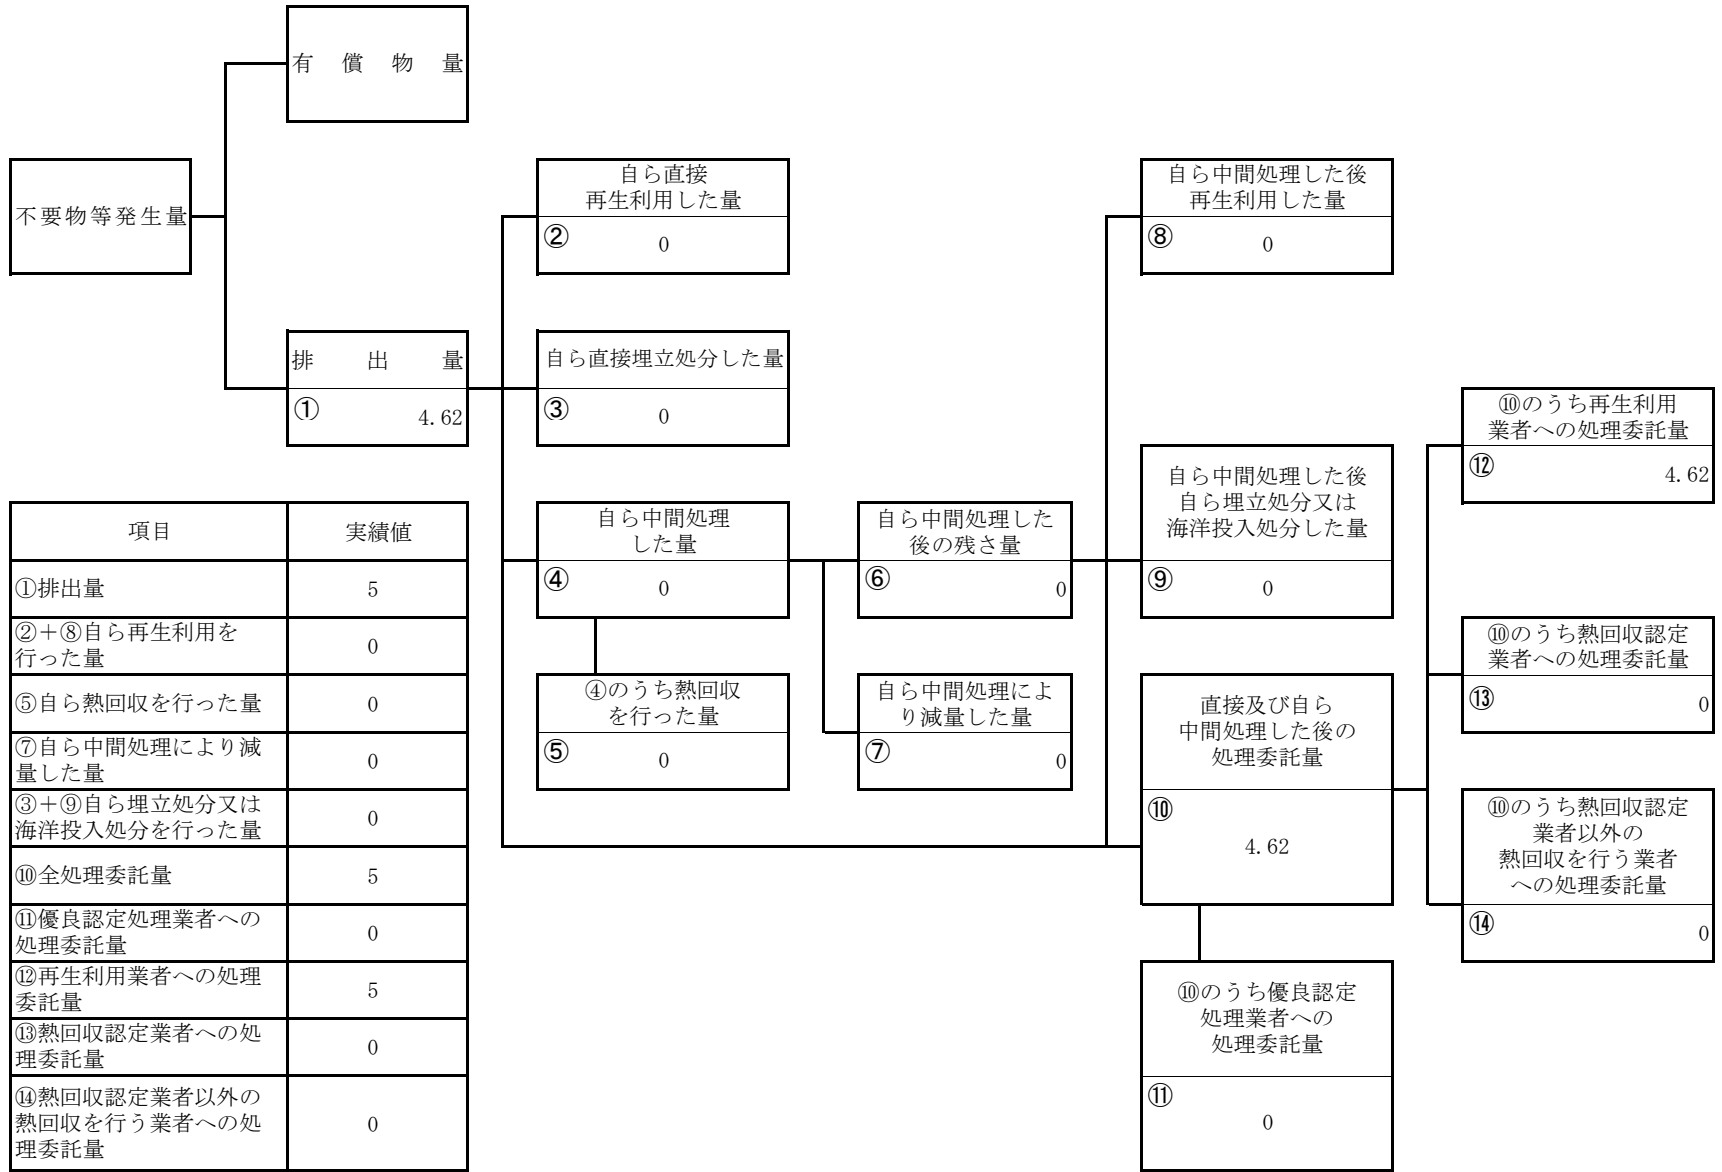 有償物量
不要物等発生量
排出量
① 4.62
自ら直接
再生利用した量
② 0
自ら直接埋立処分した量
③ 0
自ら中間処理
した量
④ 0
④のうち熱回収
を行った量
⑤ 0
自ら中間処理した
後の残さ量
⑥ 0
自ら中間処理によ
り減量した量
⑦ 0
自ら中間処理した後
再生利用した量
⑧ 0
自ら中間処理した後
自ら埋立処分又は
海洋投入処分した量
⑨ 0
直接及び自ら
中間処理した後の
処理委託量
⑩
4.62
⑩のうち優良認定
処理業者への
処理委託量
⑪
0
⑩のうち再生利用
業者への処理委託量
⑫ 4.62
⑩のうち熱回収認定
業者への処理委託量
⑬ 0
⑩のうち熱回収認定
業者以外の
熱回収を行う業者
への処理委託量
⑭ 0
項目 実績値
①排出量 5
②+⑧自ら再生利用を
行った量 0
⑤自ら熱回収を行った量 0
⑦自ら中間処理により減
量した量 0
③+⑨自ら埋立処分又は
海洋投入処分を行った量 0
⑩全処理委託量 5
⑪優良認定処理業者への
処理委託量 0
⑫再生利用業者への処理
委託量 5
⑬熱回収認定業者への処
理委託量 0
⑭熱回収認定業者以外の
熱回収を行う業者への処
理委託量 0